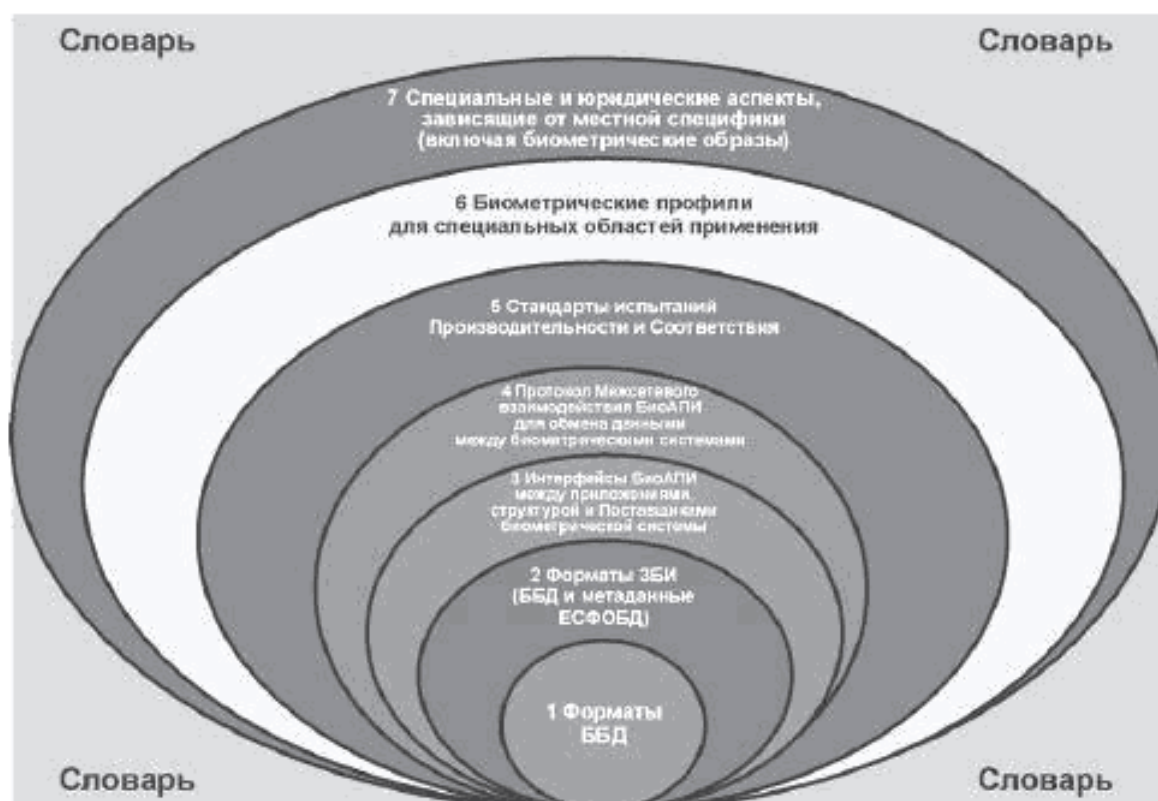 Словарь
Словарь
7 Специальные и юридические аспекты,
зависящие от местной специфики
(включая биометрические образы)
6 Биометрические профили
для специальных областей применения
5 Стандарты испытаний
Производительности и Соответствия
4 Протокол Межсетевого
взаимодействия БиоАПИ
для обмена данными
между биометрическими системами
3 Интерфейсы БиоАПИ
между приложениями,
структурой и Поставщиками
биометрической системы
2 Форматы ЗБИ
(ББД и метаданные
ЕСФОБД)
1 Форматы
ББД
Словарь
Словарь